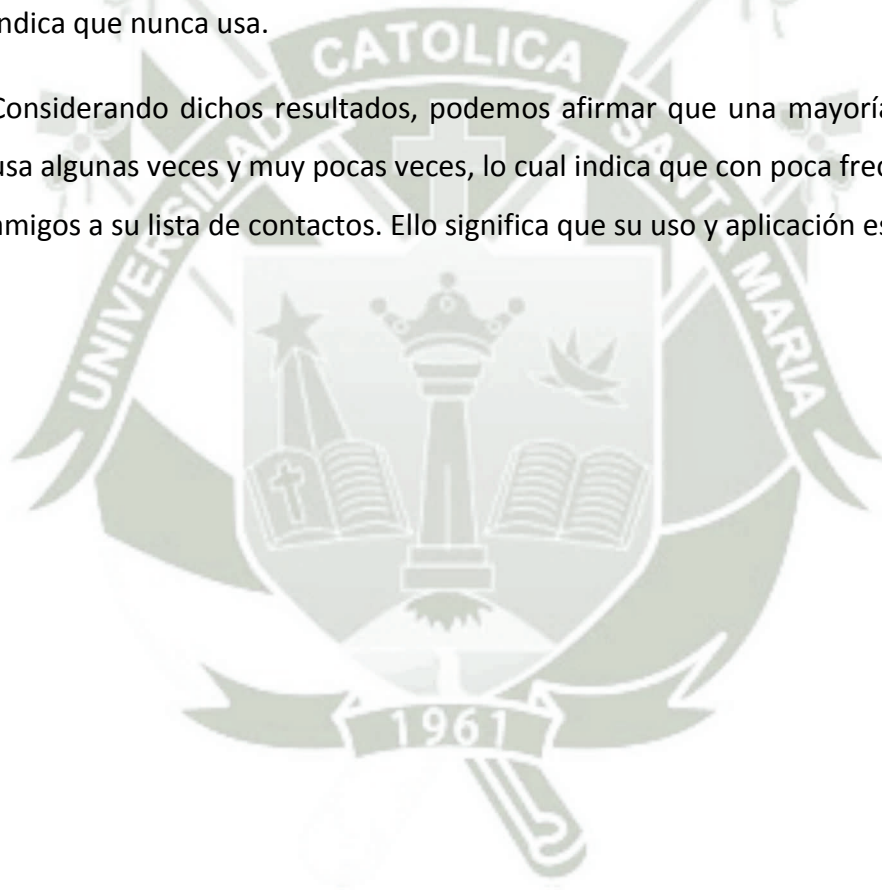 ndica que nunca usa.
Considerando dichos resultados, podemos afirmar que una mayoría
usa algunas veces y muy pocas veces, lo cual indica que con poca frec
amigos a su lista de contactos. Ello significa que su uso y aplicación es
UNIVERSIDAD CATOLICA SANTA MARIA
1961